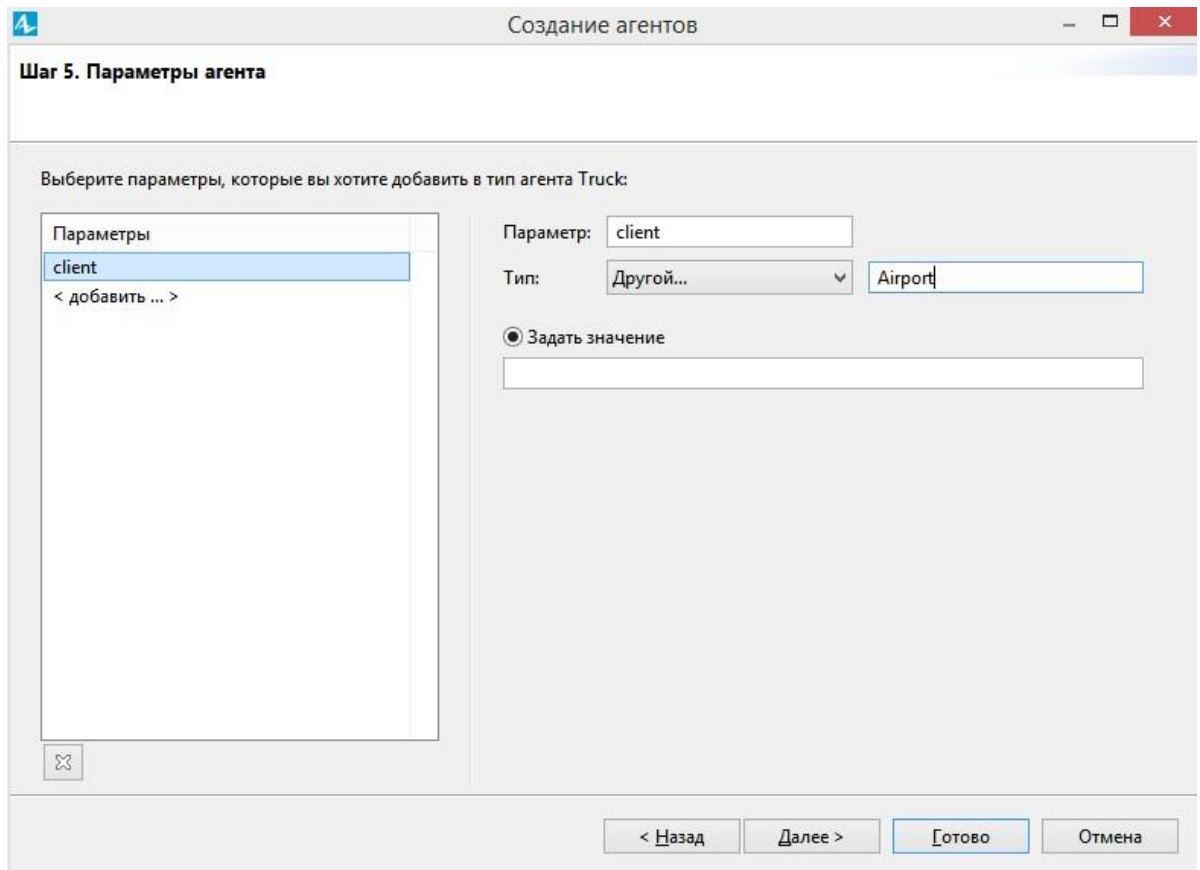 Создание агентов
Шаг 5. Параметры агента
Выберите параметры, которые вы хотите добавить в тип агента Truck:
Параметры
client
< добавить ... >
Параметр: client
Тип: Другой... Airport
Задать значение
< Назад Далее > Готово Отмена